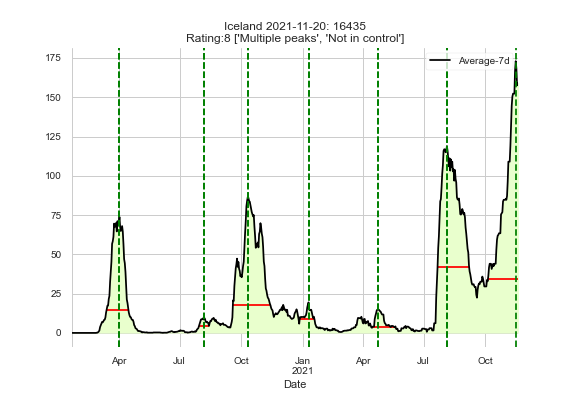 Iceland 2021-11-20: 16435
Rating:8 ['Multiple peaks', 'Not in control']
Average-7d
175
150
125
100
75
50
25
0
Apr Jul Oct Jan Apr Jul Oct
2021
Date